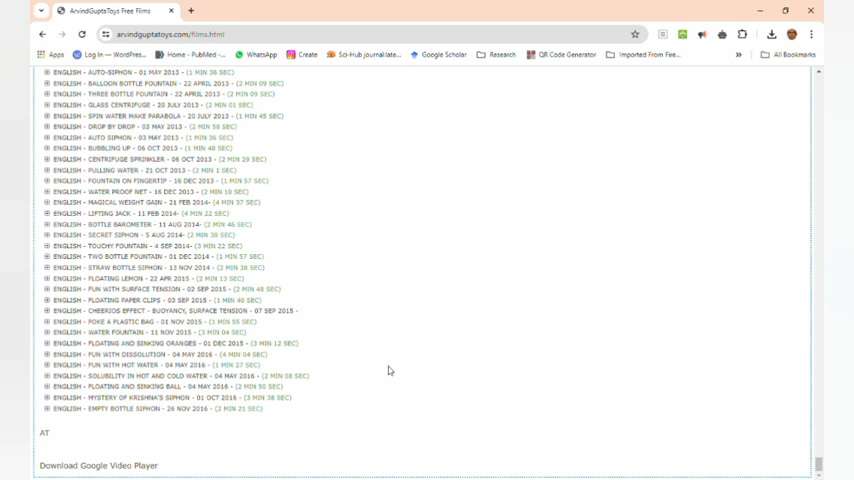 ArvindGuptaToys Free Films
arvindguptatoys.com/films.html
Apps Log In — WordPres... Home - PubMed -... WhatsApp Create Sci-Hub journal/ate... Google Scholar Research QR Code Generator Imported From Fire... » All Bookmarks
ENGLISH - AUTO-SIPHON - 01 MAY 2013 - (1 MIN 36 SEC)
ENGLISH - BALLOON BOTTLE FOUNTAIN - 22 APRIL 2013 - (2 MIN 09 SEC)
ENGLISH - THREE BOTTLE FOUNTAIN - 22 APRIL 2013 - (2 MIN 09 SEC)
ENGLISH - GLASS CENTRIFUGE - 20 JULY 2013 - (2 MIN 01 SEC)
ENGLISH - SPIN WATER MAKE PARABOLA - 20 JULY 2013 - (1 MIN 45 SEC)
ENGLISH - DROP BY DROP - 03 MAY 2013 - (2 MIN 58 SEC)
ENGLISH - AUTO SIPHON - 03 MAY 2013 - (1 MIN 36 SEC)
ENGLISH - BUBBLING UP - 06 OCT 2013 - (1 MIN 48 SEC)
ENGLISH - CENTRIFUGE SPRINKLER - 06 OCT 2013 - (2 MIN 29 SEC)
ENGLISH - PULLING WATER - 21 OCT 2013 - (2 MIN 1 SEC)
ENGLISH - FOUNTAIN ON FINGERTIP - 16 DEC 2013 - (1 MIN 57 SEC)
ENGLISH - WATER PROOF NET - 16 DEC 2013 - (2 MIN 10 SEC)
ENGLISH - MAGICAL WEIGHT GAIN - 21 FEB 2014- (4 MIN 37 SEC)
ENGLISH - LIFTING JACK - 11 FEB 2014- (4 MIN 22 SEC)
ENGLISH - BOTTLE BAROMETER - 11 AUG 2014- (2 MIN 46 SEC)
ENGLISH - SECRET SIPHON - 5 AUG 2014- (2 MIN 38 SEC)
ENGLISH - TOUCHY FOUNTAIN - 4 SEP 2014- (3 MIN 22 SEC)
ENGLISH - TWO BOTTLE FOUNTAIN - 01 DEC 2014 - (1 MIN 57 SEC)
ENGLISH - STRAW BOTTLE SIPHON - 13 NOV 2014 - (2 MIN 38 SEC)
ENGLISH - FLOATING LEMON - 22 APR 2015 - (2 MIN 13 SEC)
ENGLISH - FUN WITH SURFACE TENSION - 02 SEP 2015 - (2 MIN 48 SEC)
ENGLISH - FLOATING PAPER CLIPS - 03 SEP 2015 - (1 MIN 40 SEC)
ENGLISH - CHEERIOS EFFECT - BUOYANCY, SURFACE TENSION - 07 SEP 2015 -
ENGLISH - POKE A PLASTIC BAG - 01 NOV 2015 - (1 MIN 55 SEC)
ENGLISH - WATER FOUNTAIN - 11 NOV 2015 - (3 MIN 04 SEC)
ENGLISH - FLOATING AND SINKING ORANGES - 01 DEC 2015 - (3 MIN 12 SEC)
ENGLISH - FUN WITH DISSOLUTION - 04 MAY 2016 - (4 MIN 04 SEC)
ENGLISH - FUN WITH HOT WATER - 04 MAY 2016 - (1 MIN 27 SEC)
ENGLISH - SOLUBILITY IN HOT AND COLD WATER - 04 MAY 2016 - (2 MIN 08 SEC)
ENGLISH - FLOATING AND SINKING BALL - 04 MAY 2016 - (2 MIN 50 SEC)
ENGLISH - MYSTERY OF KRISHNA'S SIPHON - 01 OCT 2016 - (3 MIN 38 SEC)
ENGLISH - EMPTY BOTTLE SIPHON - 26 NOV 2016 - (2 MIN 21 SEC)
AT
Download Google Video Player